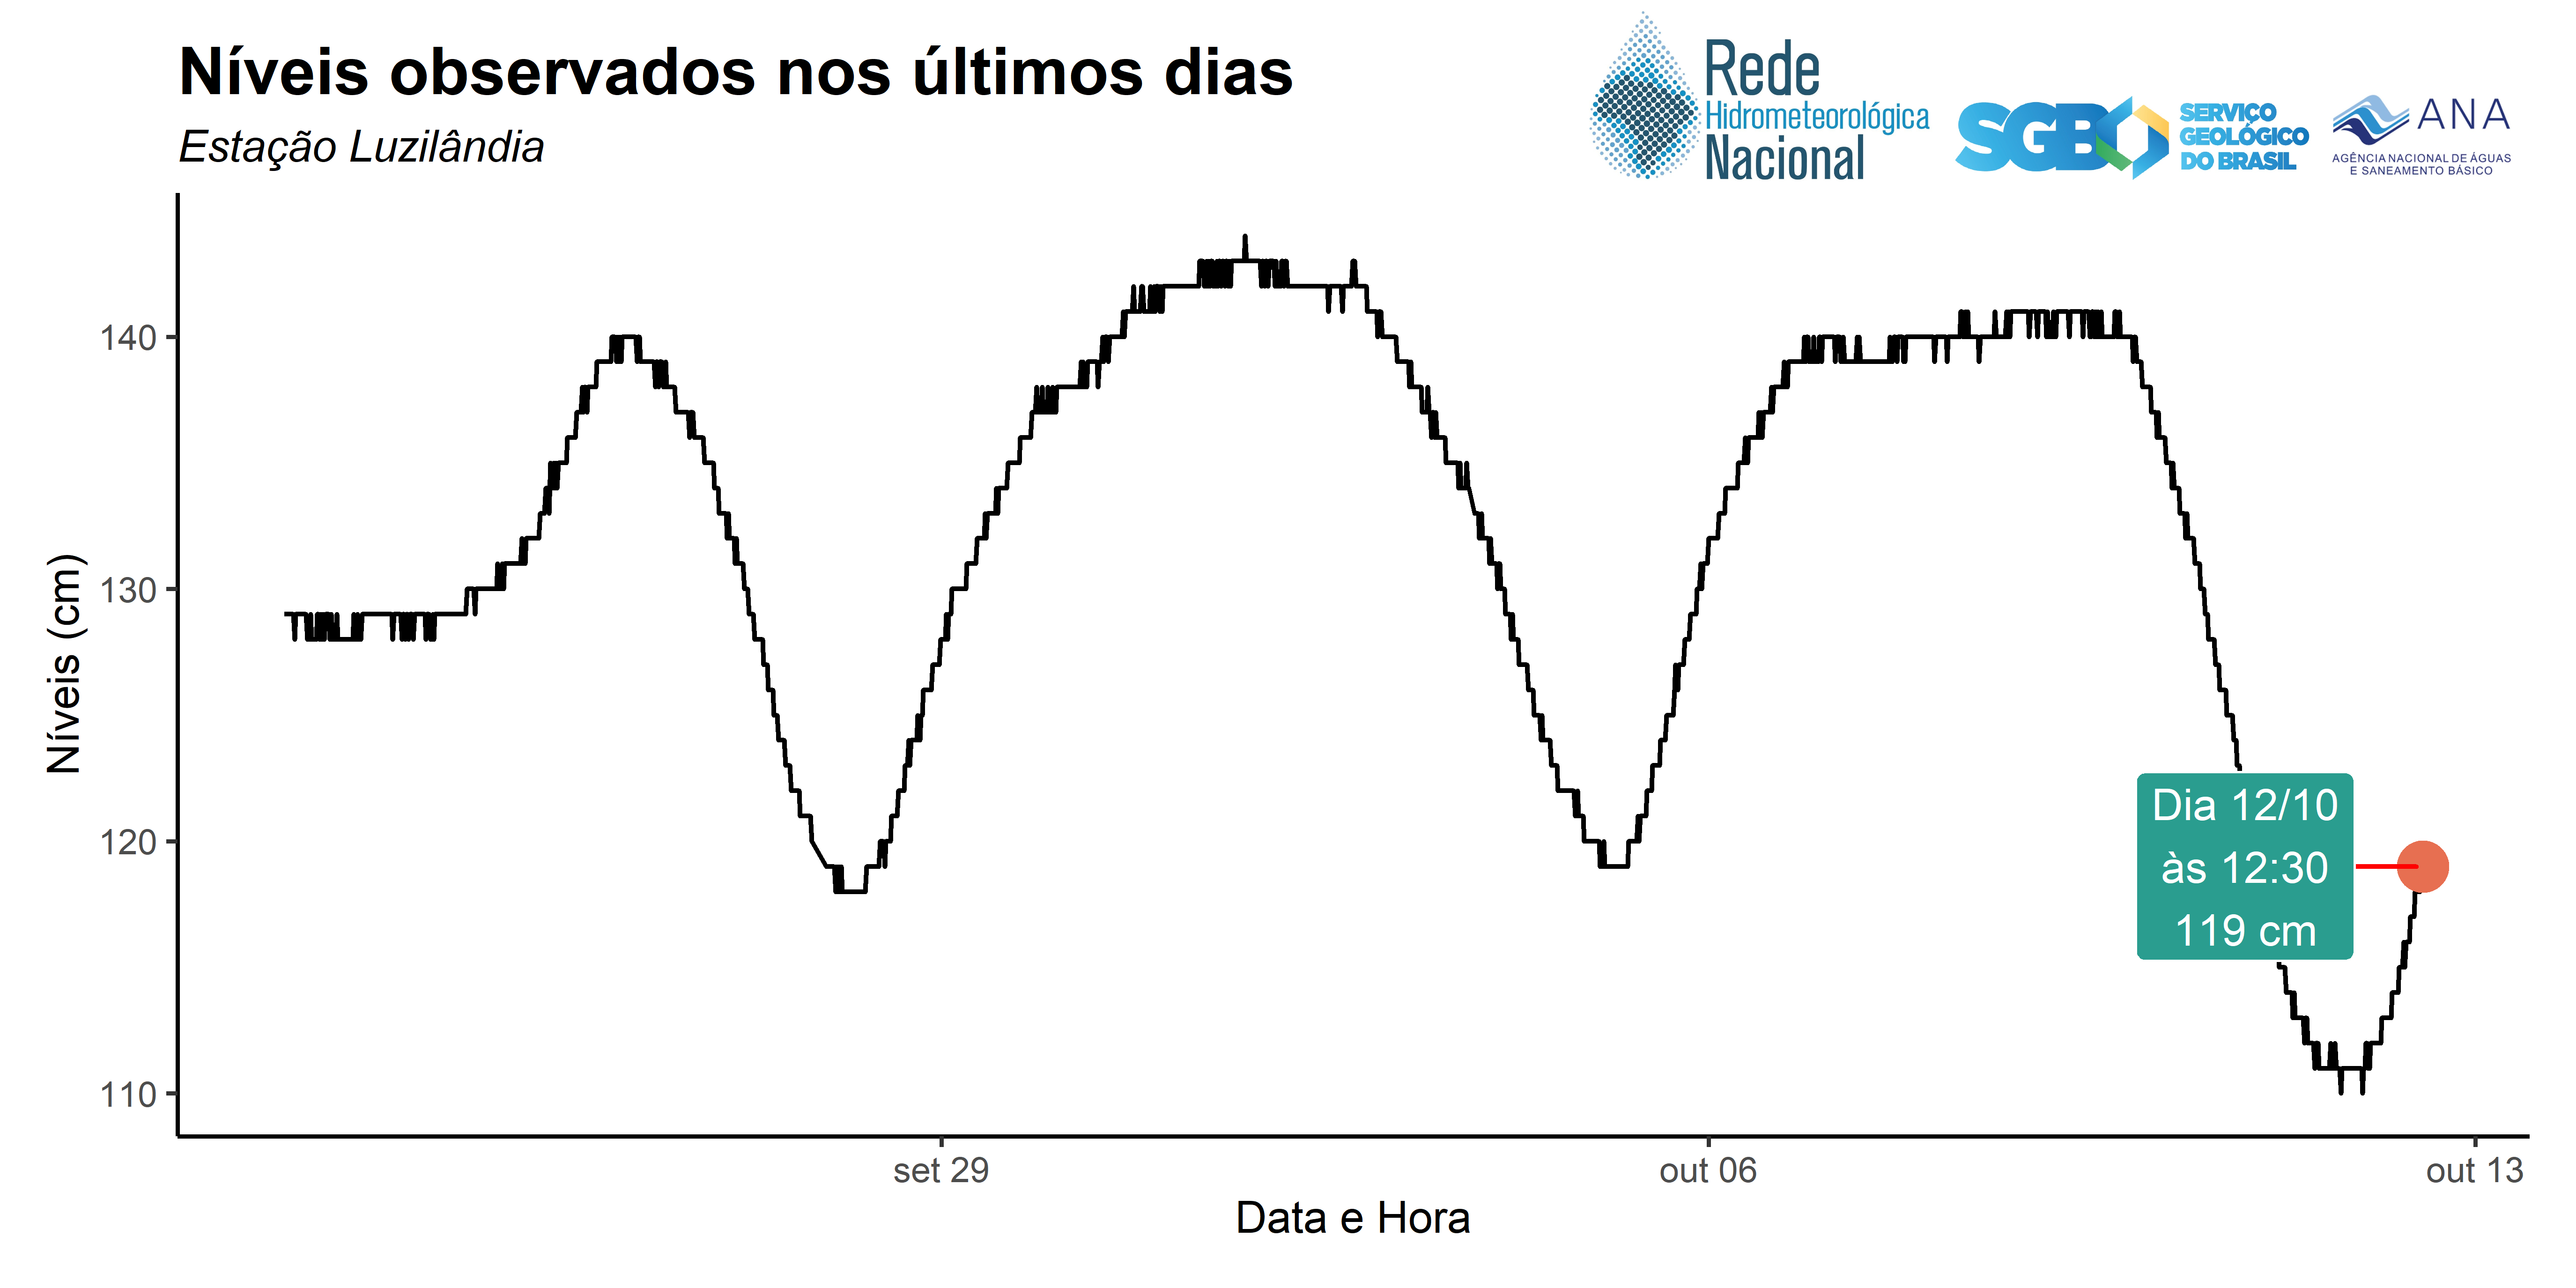 Níveis observados nos últimos dias
Estação Luzilândia
Rede
Hidrometeorológica
Nacional
SGB
SERVIÇO
GEOLÓGICO
DO BRASIL
ANA
AGÊNCIA NACIONAL DE ÁGUAS
E SANEAMENTO BÁSICO
Níveis (cm)
140
130
120
110
Dia 12/10
às 12:30
119 cm
set 29
out 06
out 13
Data e Hora